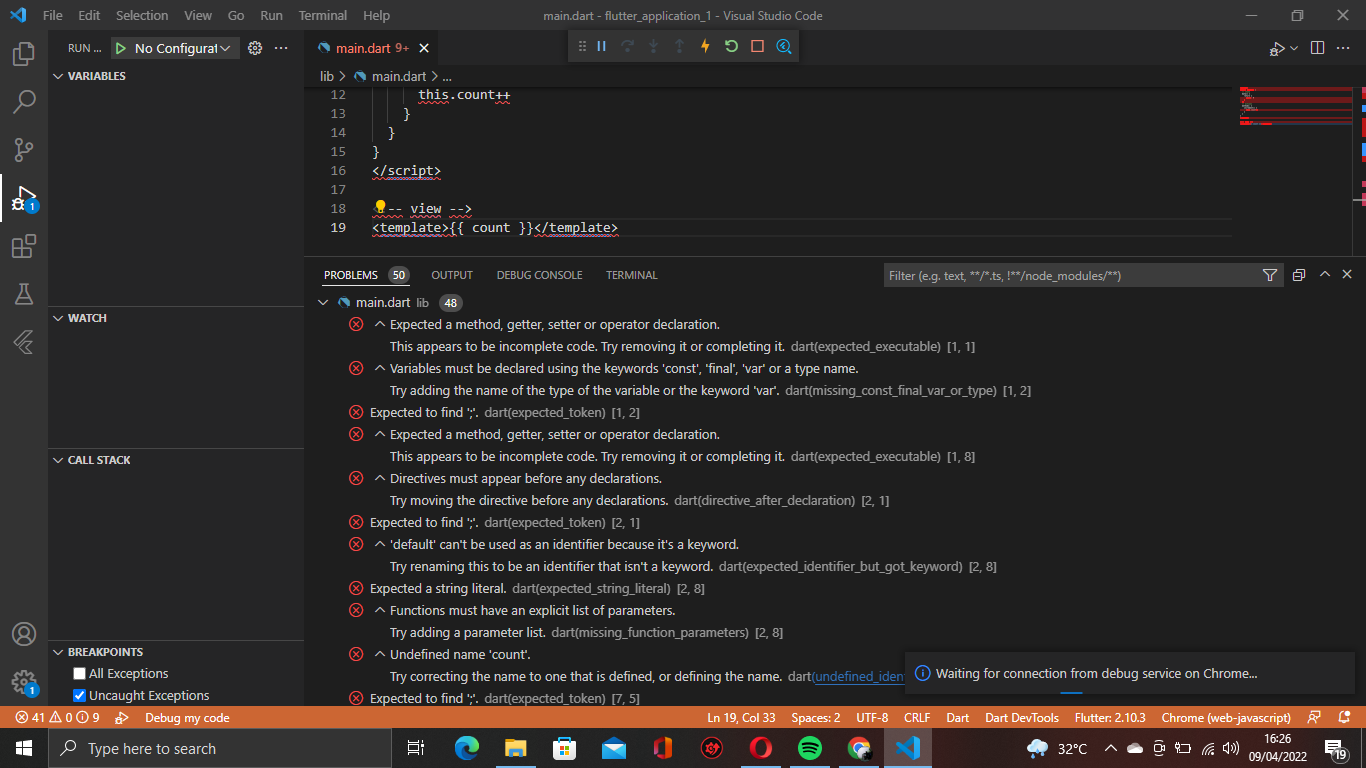 File Edit Selection View Go Run Terminal Help main.dart - flutter_application_1 - Visual Studio Code
RUN ... No Configurat main.dart 9+
VARIABLES
lib > main.dart > ...
12 this.count++
13 }
14 }
15 }
16 </script>
17
18 -- view -->
19 <template>{{ count }}</template>
PROBLEMS 50 OUTPUT DEBUG CONSOLE TERMINAL Filter (e.g. text, **/*.ts, !**/node_modules/**)
main.dart lib 48
Expected a method, getter, setter or operator declaration.
This appears to be incomplete code. Try removing it or completing it. dart(expected_executable) [1, 1]
Variables must be declared using the keywords 'const', 'final', 'var' or a type name.
Try adding the name of the type of the variable or the keyword 'var'. dart(missing_const_final_var_or_type) [1, 2]
Expected to find ';'. dart(expected_token) [1, 2]
Expected a method, getter, setter or operator declaration.
This appears to be incomplete code. Try removing it or completing it. dart(expected_executable) [1, 8]
Directives must appear before any declarations.
Try moving the directive before any declarations. dart(directive_after_declaration) [2, 1]
Expected to find ';'. dart(expected_token) [2, 1]
'default' can't be used as an identifier because it's a keyword.
Try renaming this to be an identifier that isn't a keyword. dart(expected_identifier_but_got_keyword) [2, 8]
Expected a string literal. dart(expected_string_literal) [2, 8]
Functions must have an explicit list of parameters.
Try adding a parameter list. dart(missing_function_parameters) [2, 8]
Undefined name 'count'.
Try correcting the name to one that is defined, or defining the name. dart(undefined_iden
Expected to find ';'. dart(expected_token) [7, 5]
Waiting for connection from debug service on Chrome...
WATCH
CALL STACK
BREAKPOINTS
All Exceptions
Uncaught Exceptions
1
1
41 0 9 Debug my code Ln 19, Col 33 Spaces: 2 UTF-8 CRLF Dart Dart DevTools Flutter: 2.10.3 Chrome (web-javascript)
Type here to search 32°C 16:26
09/04/2022
19